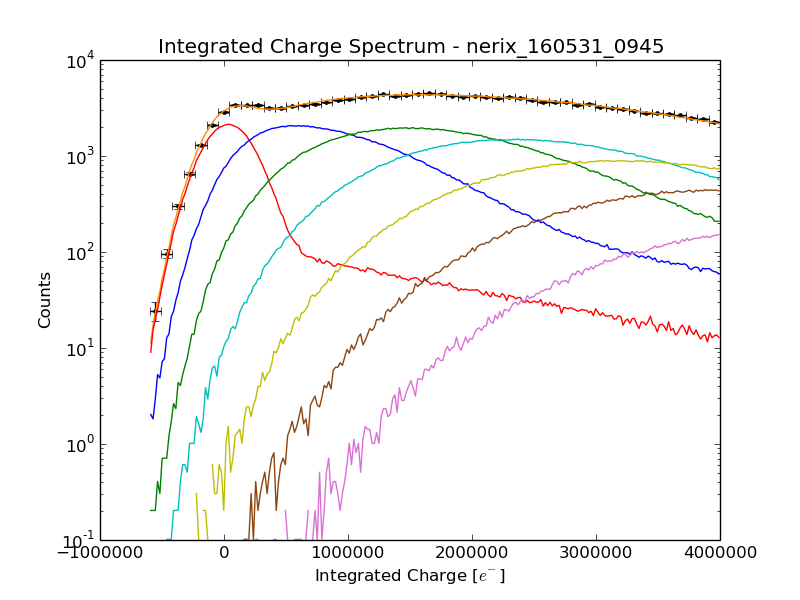 Integrated Charge Spectrum - nerix_160531_0945
10^4
10^3
10^2
10^1
10^0
10^-1
Counts
−1000000 0 1000000 2000000 3000000 4000000
Integrated Charge [e^-]